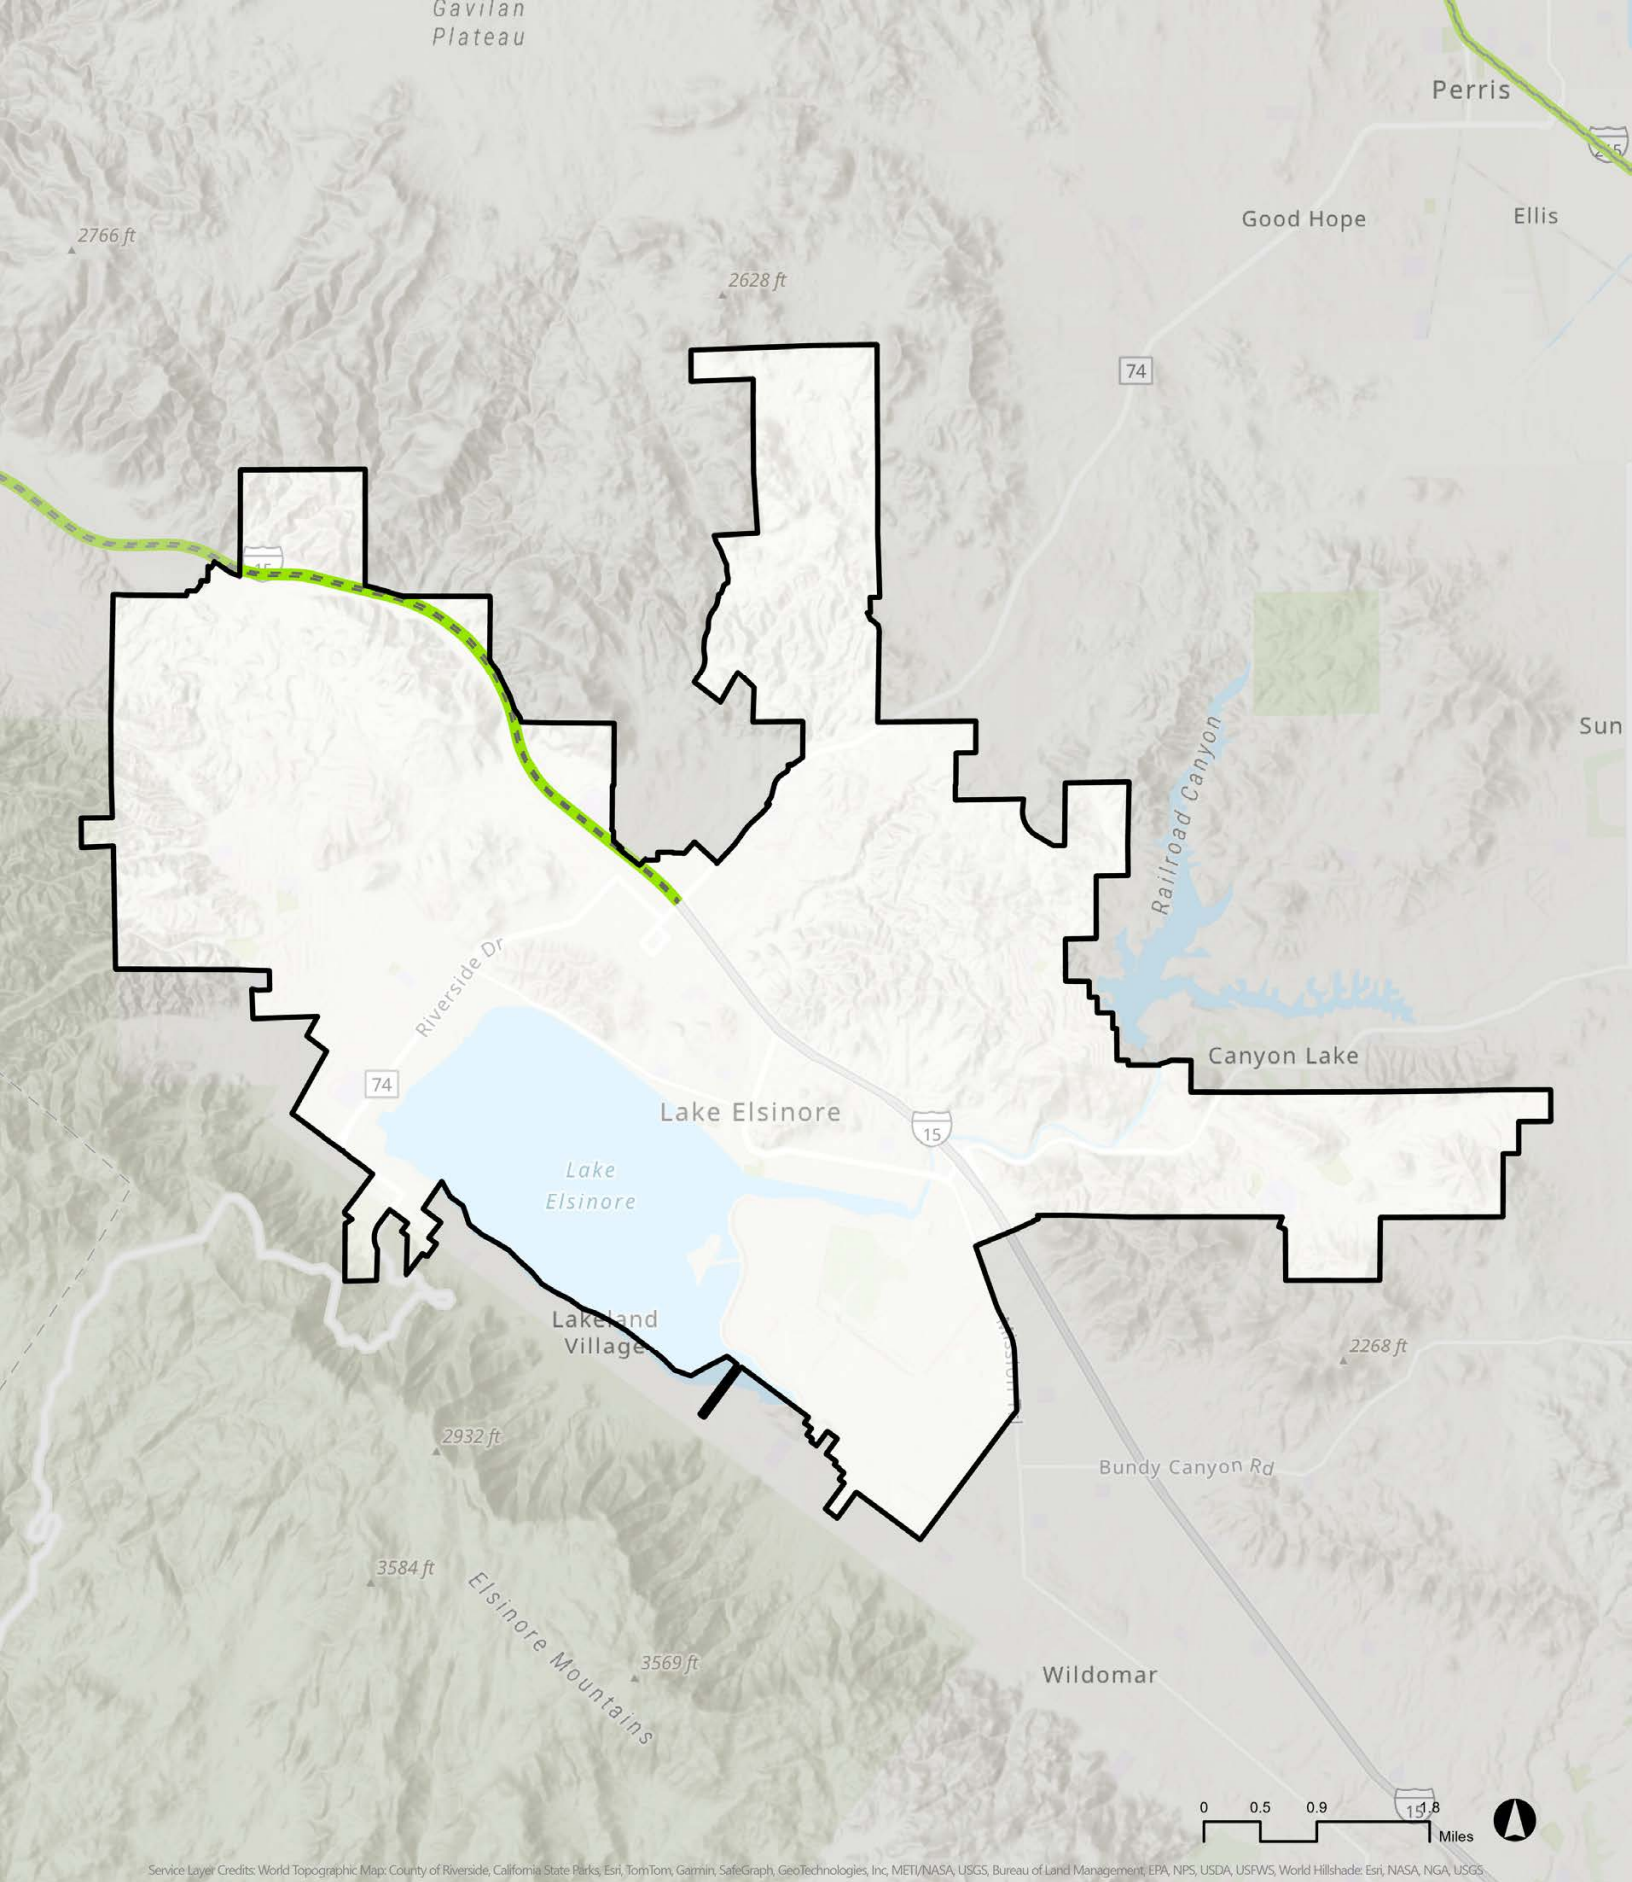 Gavilan
Plateau
Perris
215
Good Hope
Ellis
2766 ft
2628 ft
74
15
Sun
Railroad Canyon
Riverside Dr
74
Canyon Lake
Lake Elsinore
15
Lake
Elsinore
Lakeland
Village
2268 ft
2932 ft
Bundy Canyon Rd
3584 ft
Elsinore Mountains
3569 ft
Wildomar
15
0 0.5 0.9 1.8
Miles
Service Layer Credits: World Topographic Map: County of Riverside, California State Parks, Esri, TomTom, Garmin, SafeGraph, GeoTechnologies, Inc, METI/NASA, USGS, Bureau of Land Management, EPA, NPS, USDA, USFWS, World Hillshade: Esri, NASA, NGA, USGS